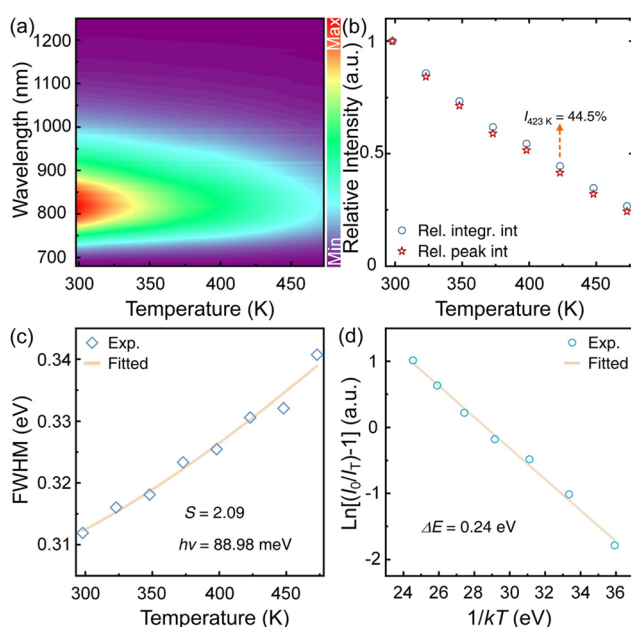 (a)
1200
1100
1000
900
800
700
Wavelength (nm)
300 350 400 450
Temperature (K)
Max
Min
(b)
1
0.5
0
Relative Intensity (a.u.)
I423 K = 44.5%
Rel. integr. int
Rel. peak int
300 350 400 450
Temperature (K)
(c)
Exp.
Fitted
0.34
0.33
0.32
0.31
FWHM (eV)
S = 2.09
hν = 88.98 meV
300 350 400 450
Temperature (K)
(d)
Exp.
Fitted
1
0
-1
-2
Ln[(I0/IT)-1] (a.u.)
ΔE = 0.24 eV
24 26 28 30 32 34 36
1/kT (eV)